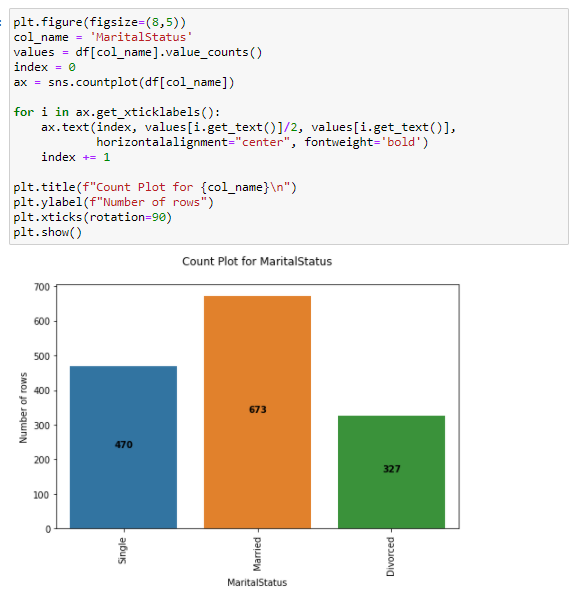 plt.figure(figsize=(8,5))
col_name = 'MaritalStatus'
values = df[col_name].value_counts()
index = 0
ax = sns.countplot(df[col_name])

for i in ax.get_xticklabels():
    ax.text(index, values[i.get_text()]/2, values[i.get_text()],
            horizontalalignment="center", fontweight='bold')
    index += 1

plt.title(f"Count Plot for {col_name}\n")
plt.ylabel(f"Number of rows")
plt.xticks(rotation=90)
plt.show()
Count Plot for MaritalStatus
Number of rows
700
600
500
400
300
200
100
0
470
673
327
Single
Married
Divorced
MaritalStatus